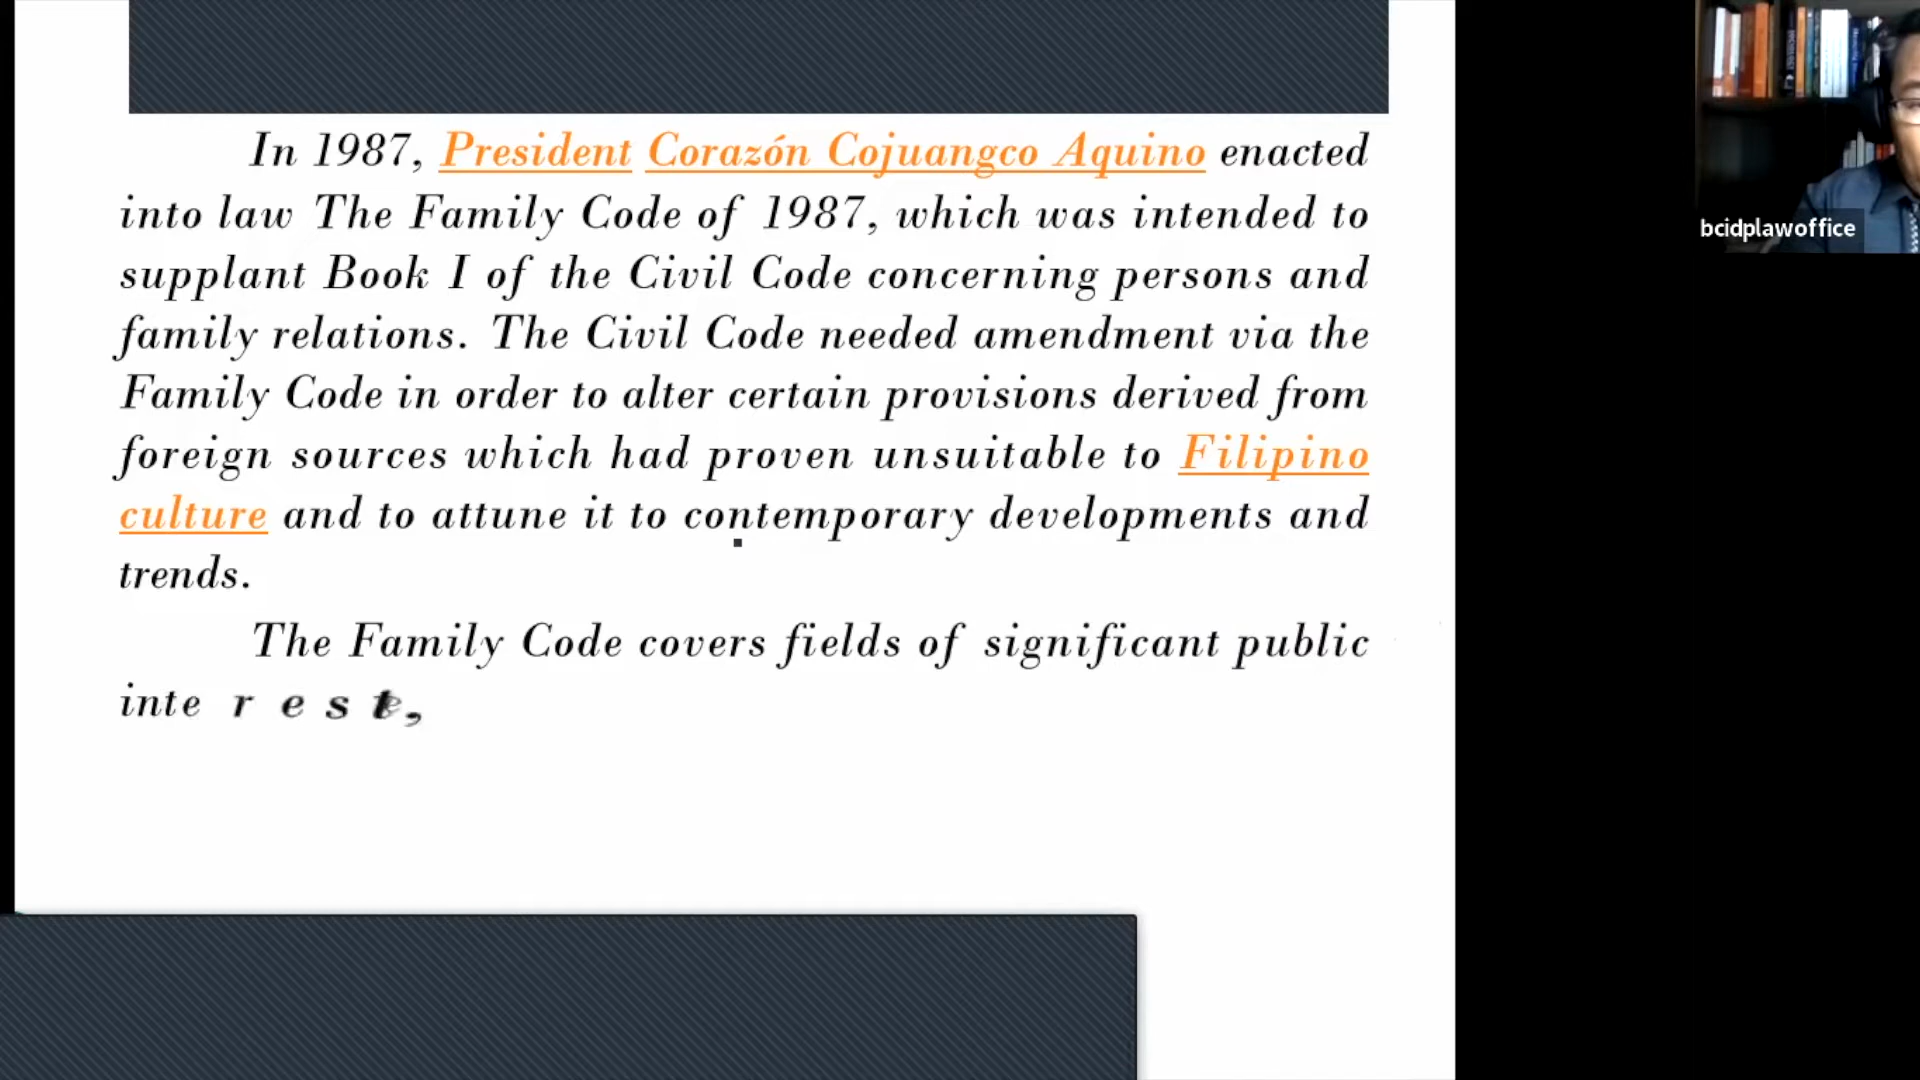 In 1987, President Corazón Cojuangco Aquino enacted
into law The Family Code of 1987, which was intended to
supplant Book I of the Civil Code concerning persons and
family relations. The Civil Code needed amendment via the
Family Code in order to alter certain provisions derived from
foreign sources which had proven unsuitable to Filipino
culture and to attune it to contemporary developments and
trends.
The Family Code covers fields of significant public
interest,
bcidplawoffice